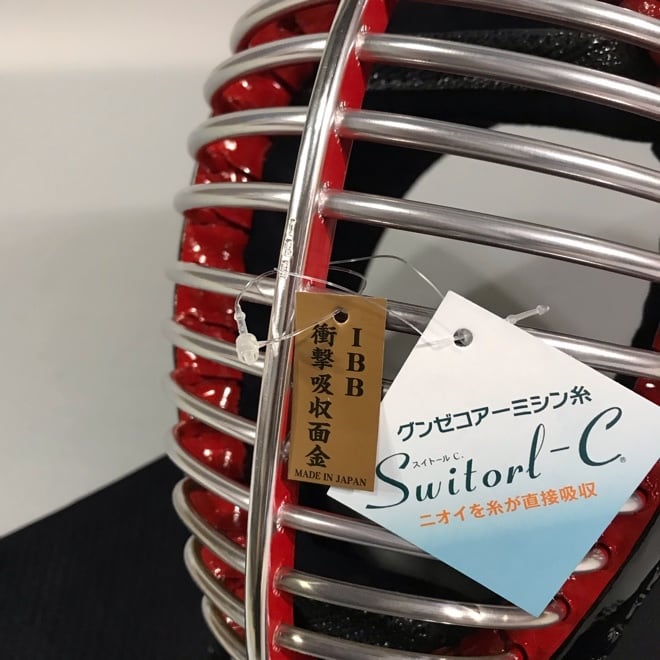 IBB
衝撃吸収面金
MADE IN JAPAN
グンゼコアーミシン糸
スイトールC.
Switorl-C®
ニオイを糸が直接吸収